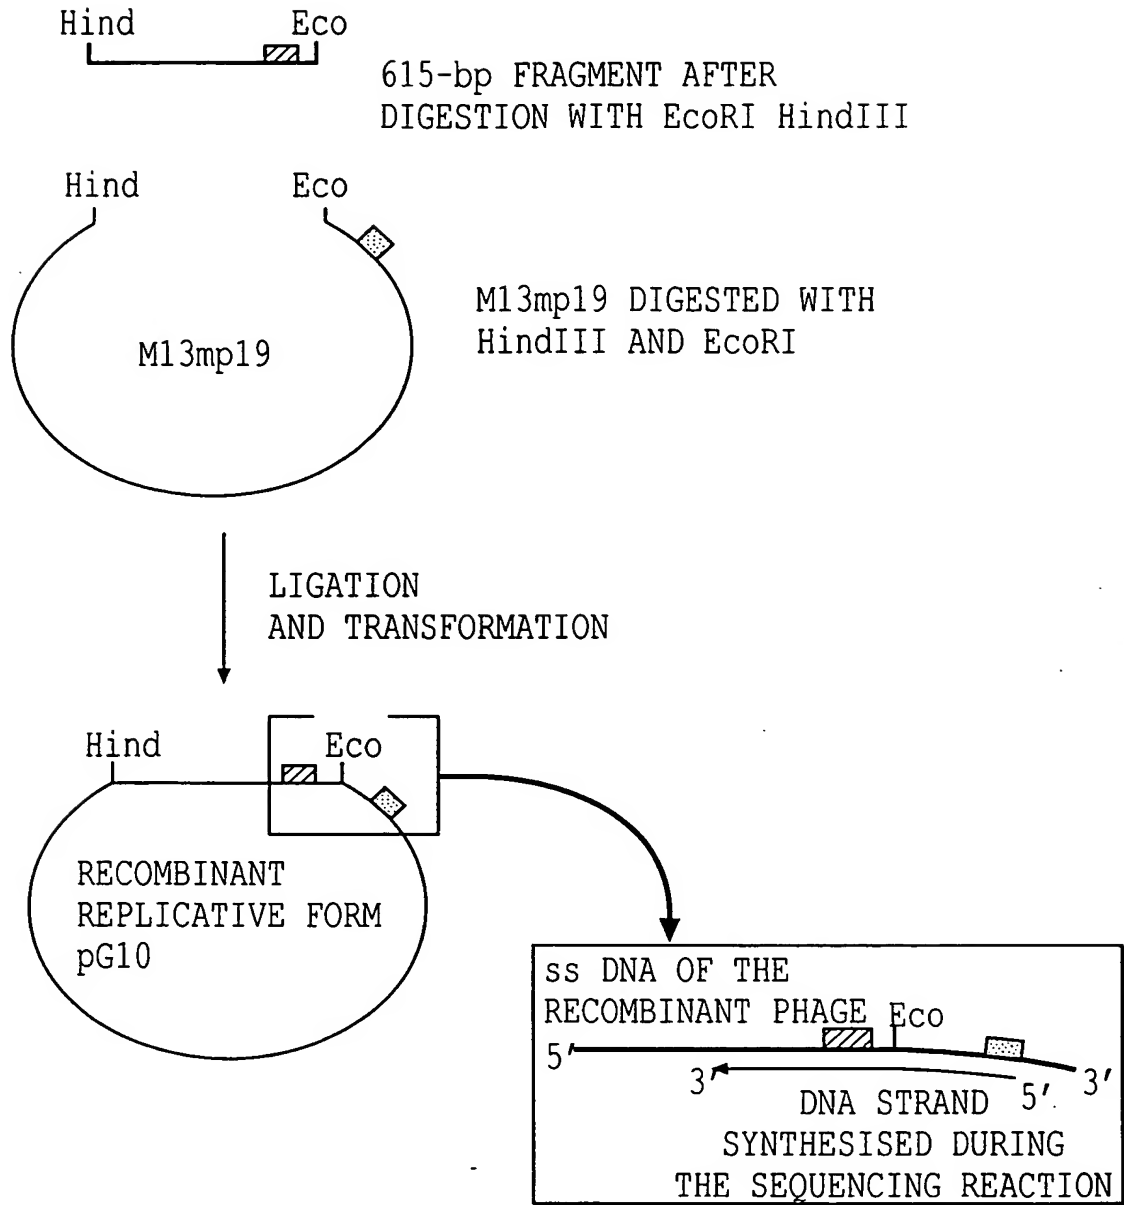 Hind Eco
615-bp FRAGMENT AFTER
DIGESTION WITH EcoRI HindIII
Hind Eco
M13mp19 DIGESTED WITH
HindIII AND EcoRI
M13mp19
LIGATION
AND TRANSFORMATION
Hind Eco
RECOMBINANT
REPLICATIVE FORM
pG10
ss DNA OF THE
RECOMBINANT PHAGE Eco
5' 3'
3' 5'
DNA STRAND
SYNTHESISED DURING
THE SEQUENCING REACTION